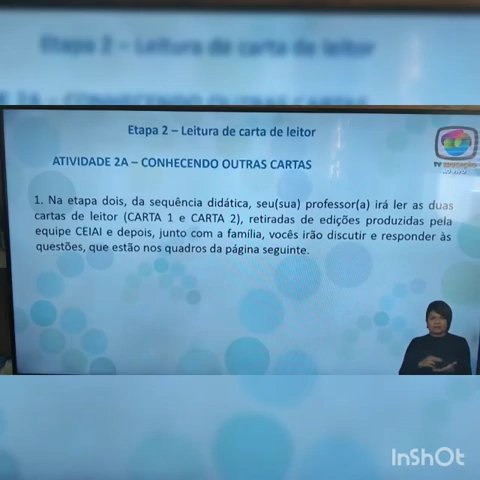 Etapa 2 – Leitura de carta de leitor
Etapa 2 – Leitura de carta de leitor
ATIVIDADE 2A – CONHECENDO OUTRAS CARTAS
TV EDUCAÇÃO
1. Na etapa dois, da sequência didática, seu(sua) professor(a) irá ler as duas
cartas de leitor (CARTA 1 e CARTA 2), retiradas de edições produzidas pela
equipe CEIAI e depois, junto com a família, vocês irão discutir e responder às
questões, que estão nos quadros da página seguinte.
InShOt